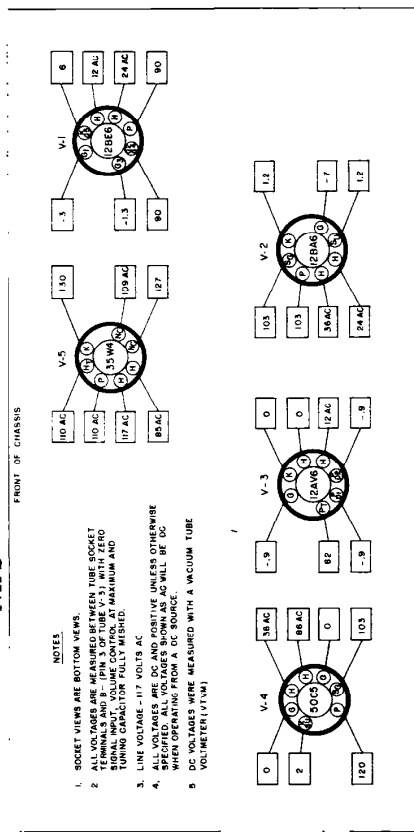 FRONT OF CHASSIS
NOTES
1. SOCKET VIEWS ARE BOTTOM VIEWS.
2 ALL VOLTAGES ARE MEASURED BETWEEN TUBE SOCKET
TERMINALS AND B- (PIN 3 OF TUBE V-3) WITH ZERO
SIGNAL INPUT, VOLUME CONTROL AT MAXIMUM AND
TUNING CAPACITOR FULLY MESHED.
3. LINE VOLTAGE - 117 VOLTS AC
4. ALL VOLTAGES ARE DC AND POSITIVE UNLESS OTHERWISE
SPECIFIED. ALL VOLTAGES SHOWN AS AC WILL BE DC
WHEN OPERATING FROM A DC SOURCE.
5 DC VOLTAGES WERE MEASURED WITH A VACUUM TUBE
VOLTMETER (VTVM)
V-5
110 AC
130
110 AC
109 AC
117 AC
127
85 AC
HT K
P NC
35W4
H H NC
V-1
-3
6
12 AC
24 AC
-1.3
90
90
G1
H
12BE6
H
G3
P
V-4
0
36 AC
2
86 AC
0
120
103
G H
H
50C5
G
P
V-3
-.9
0
0
82
12 AC
-.9
-.9
G K
H
12AV6
H
V-2
103
1.2
103
-.7
36 AC
24 AC
1.2
K
P G
12BA6
H
H